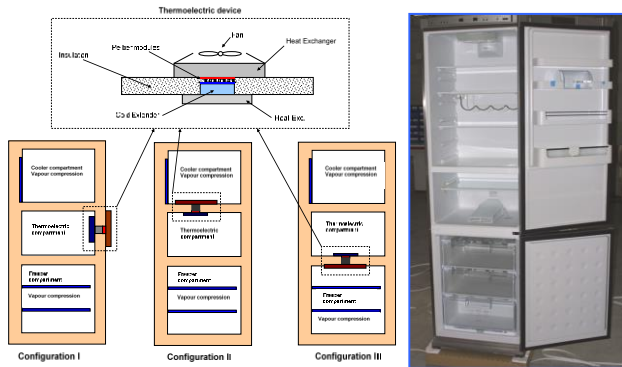 Thermoelectric device
Fan
Heat Exchanger
Peltier modules
Insulation
Cold Extender
Heat Exc.
Cooler compartment
Vapour compression
Thermoelectric
compartment
Freezer
compartment
Vapour compression
Configuration I
Cooler compartment
Vapour compression
Thermoelectric
compartment
Freezer
compartment
Vapour compression
Configuration II
Cooler compartment
Vapour compression
Thermoelectric
compartment
Freezer
compartment
Vapour compression
Configuration III